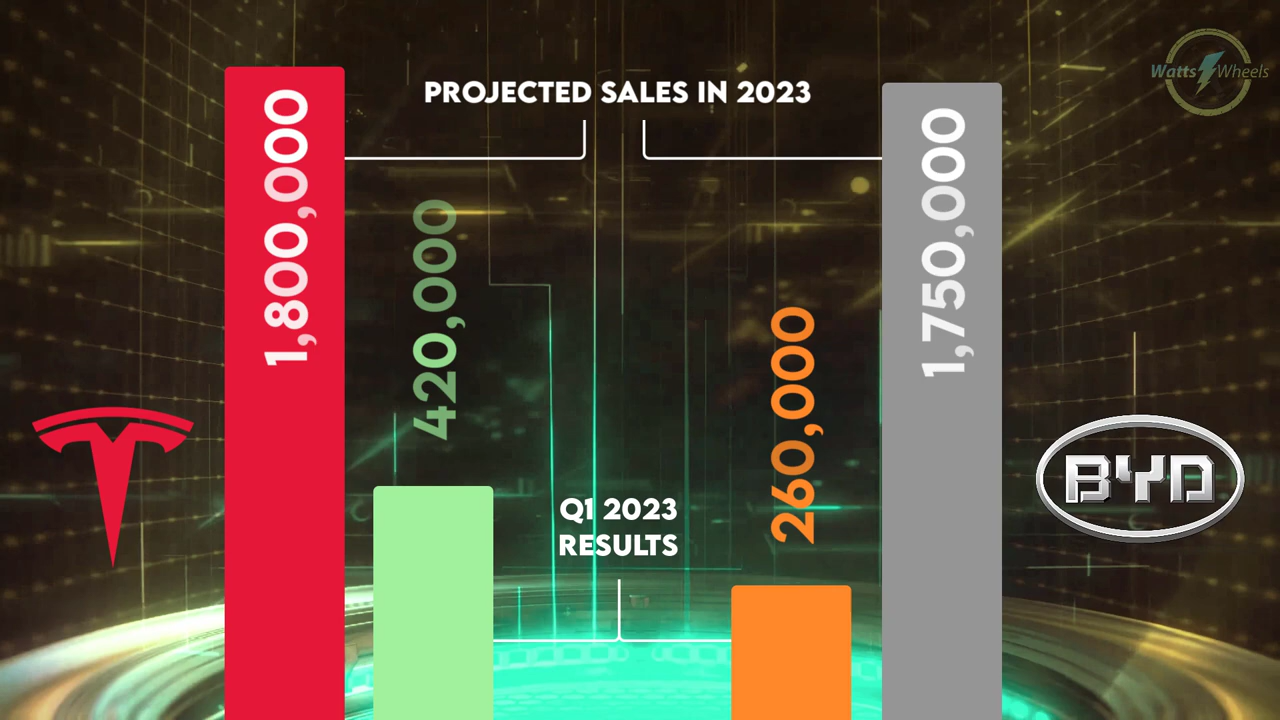 Watts Wheels
PROJECTED SALES IN 2023
1,800,000
1,750,000
420,000
260,000
Q1 2023
RESULTS
BYD